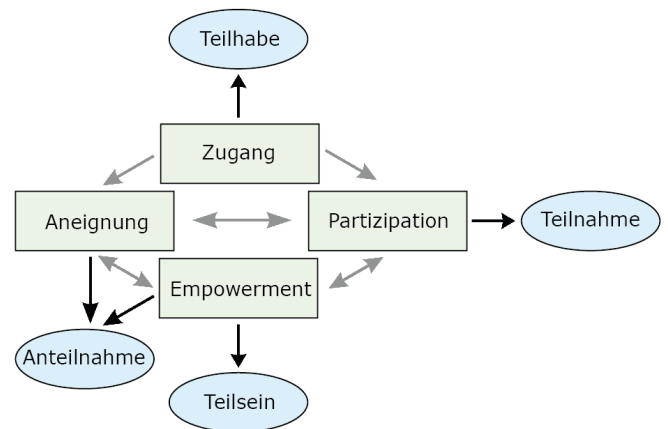 Teilhabe
Zugang
Aneignung
Partizipation
Teilnahme
Empowerment
Anteilnahme
Teilsein